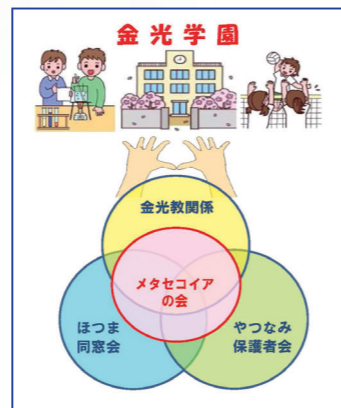 金光学園
金光教関係
メタセコイア
の会
ほつま
同窓会
やつなみ
保護者会